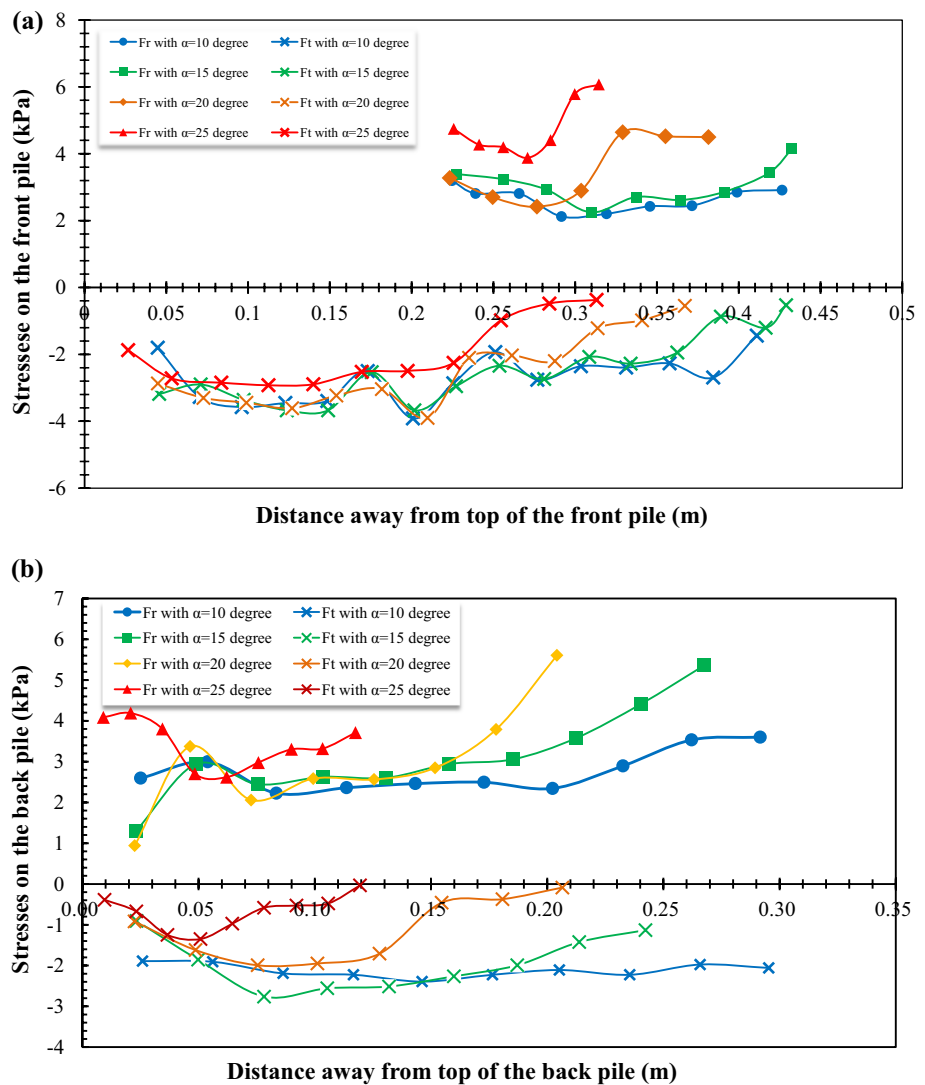 (a)
8
6
4
2
0
-2
-4
-6
Fr with α=10 degree
Ft with α=10 degree
Fr with α=15 degree
Ft with α=15 degree
Fr with α=20 degree
Ft with α=20 degree
Fr with α=25 degree
Ft with α=25 degree
Stressese on the front pile (kPa)
0 0.05 0.1 0.15 0.2 0.25 0.3 0.35 0.4 0.45 0.5
Distance away from top of the front pile (m)
(b)
7
6
5
4
3
2
1
0
-1
-2
-3
-4
Fr with α=10 degree
Ft with α=10 degree
Fr with α=15 degree
Ft with α=15 degree
Fr with α=20 degree
Ft with α=20 degree
Fr with α=25 degree
Ft with α=25 degree
Stresses on the back pile (kPa)
0.00 0.05 0.10 0.15 0.20 0.25 0.30 0.35
Distance away from top of the back pile (m)